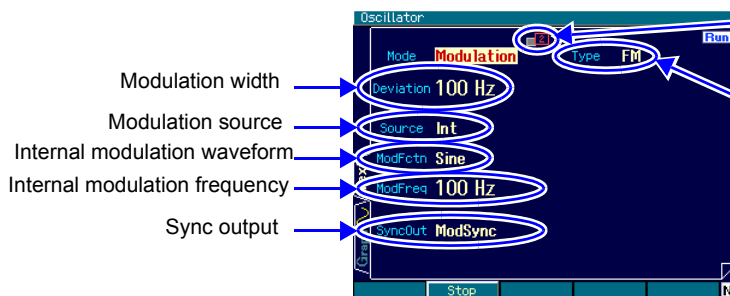 Oscillator
2
Run
Mode Modulation Type FM
Modulation width Deviation 100 Hz
Modulation source Source Int
Internal modulation waveform ModFctn Sine
Internal modulation frequency ModFreq 100 Hz
Sync output SyncOut ModSync
Stop